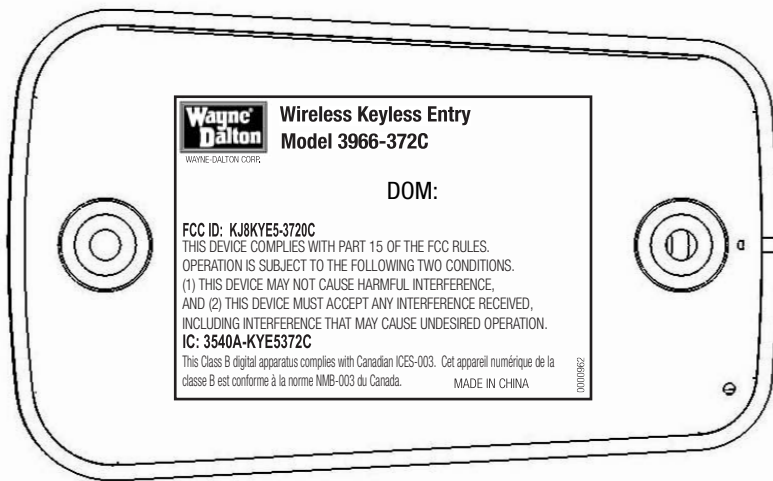 Wayne®
Dalton
WAYNE-DALTON CORP.
Wireless Keyless Entry
Model 3966-372C
DOM:
FCC ID: KJ8KYE5-3720C
THIS DEVICE COMPLIES WITH PART 15 OF THE FCC RULES.
OPERATION IS SUBJECT TO THE FOLLOWING TWO CONDITIONS.
(1) THIS DEVICE MAY NOT CAUSE HARMFUL INTERFERENCE,
AND (2) THIS DEVICE MUST ACCEPT ANY INTERFERENCE RECEIVED,
INCLUDING INTERFERENCE THAT MAY CAUSE UNDESIRED OPERATION.
IC: 3540A-KYE5372C
This Class B digital apparatus complies with Canadian ICES-003. Cet appareil numérique de la
classe B est conforme à la norme NMB-003 du Canada. MADE IN CHINA
0000962